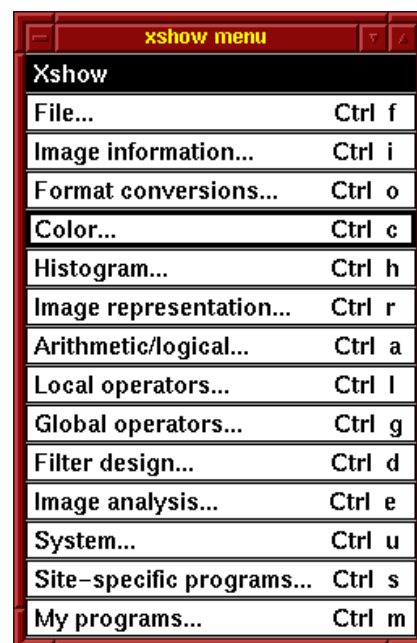 xshow menu
Xshow
File... Ctrl f
Image information... Ctrl i
Format conversions... Ctrl o
Color... Ctrl c
Histogram... Ctrl h
Image representation... Ctrl r
Arithmetic/logical... Ctrl a
Local operators... Ctrl l
Global operators... Ctrl g
Filter design... Ctrl d
Image analysis... Ctrl e
System... Ctrl u
Site-specific programs... Ctrl s
My programs... Ctrl m